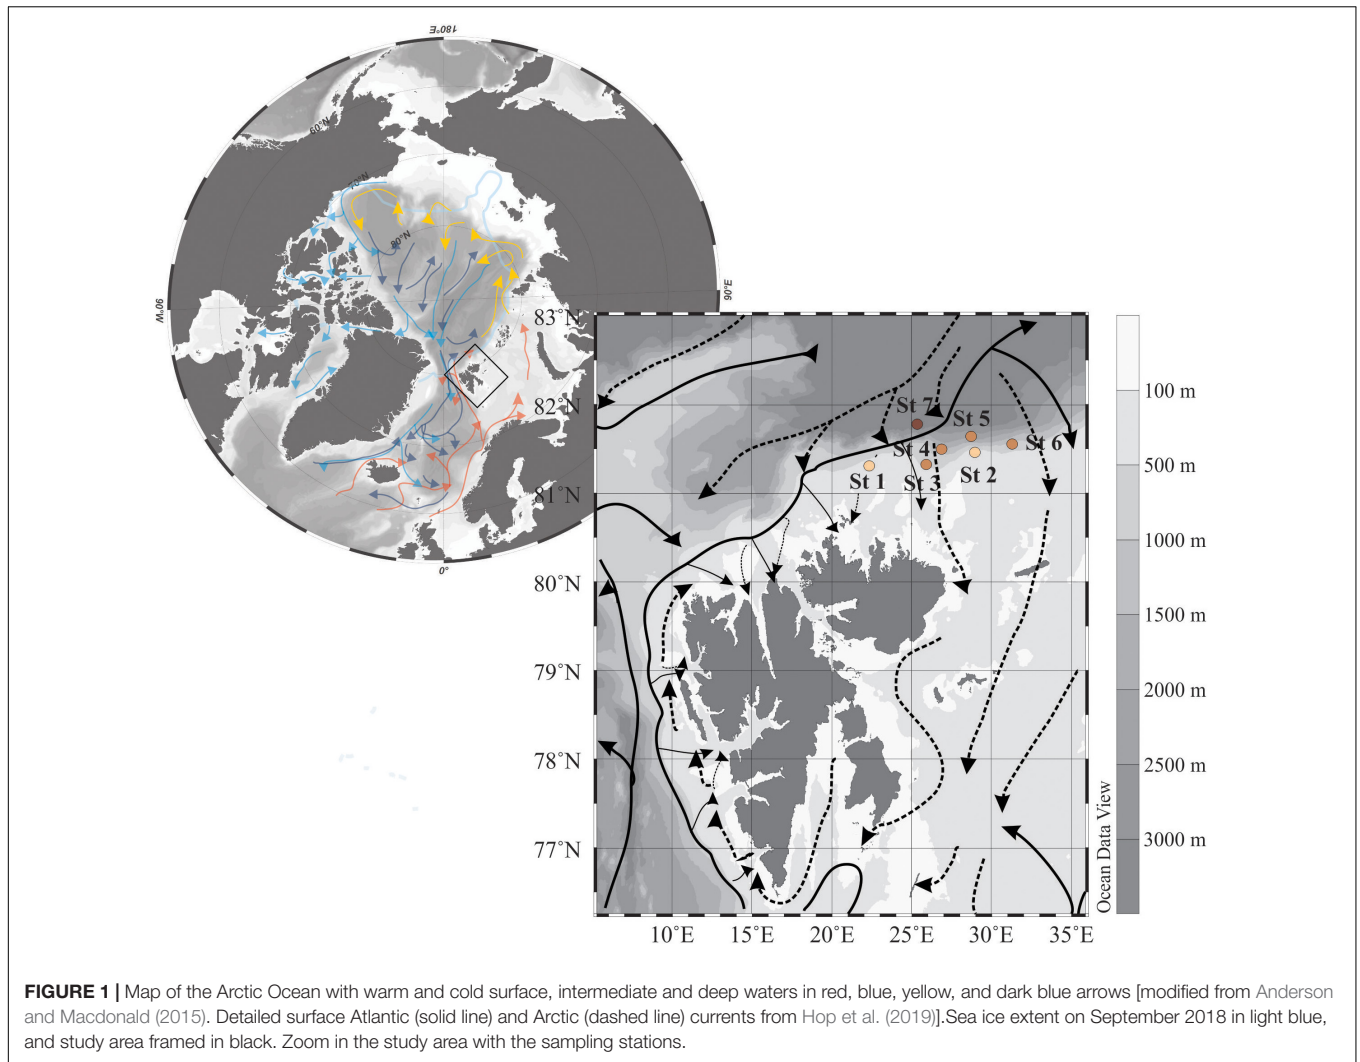 180°E
60°N
70°N
80°N
90°W
90°E
0°
83°N
82°N
81°N
80°N
79°N
78°N
77°N
St 7
St 5
St 4
St 6
St 1
St 3
St 2
10°E
15°E
20°E
25°E
30°E
35°E
Ocean Data View
100 m
500 m
1000 m
1500 m
2000 m
2500 m
3000 m
FIGURE 1 | Map of the Arctic Ocean with warm and cold surface, intermediate and deep waters in red, blue, yellow, and dark blue arrows [modified from Anderson
and Macdonald (2015). Detailed surface Atlantic (solid line) and Arctic (dashed line) currents from Hop et al. (2019)].Sea ice extent on September 2018 in light blue,
and study area framed in black. Zoom in the study area with the sampling stations.